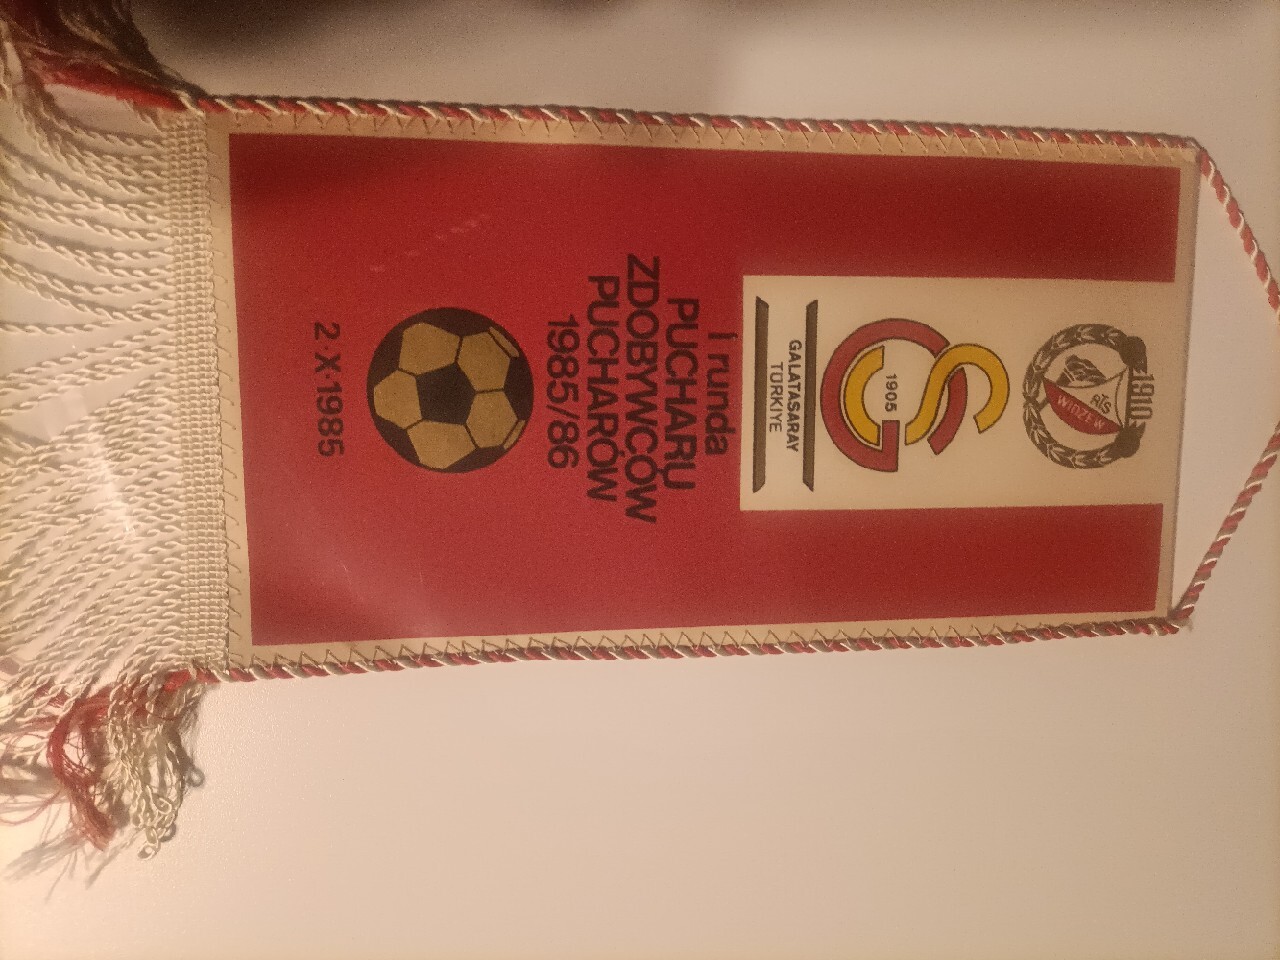 1910
RTS
WIDZEW
1905
GALATASARAY
TÜRKIYE
I runda
PUCHARU
ZDOBYWCÓW
PUCHARÓW
1985/86
2·X·1985